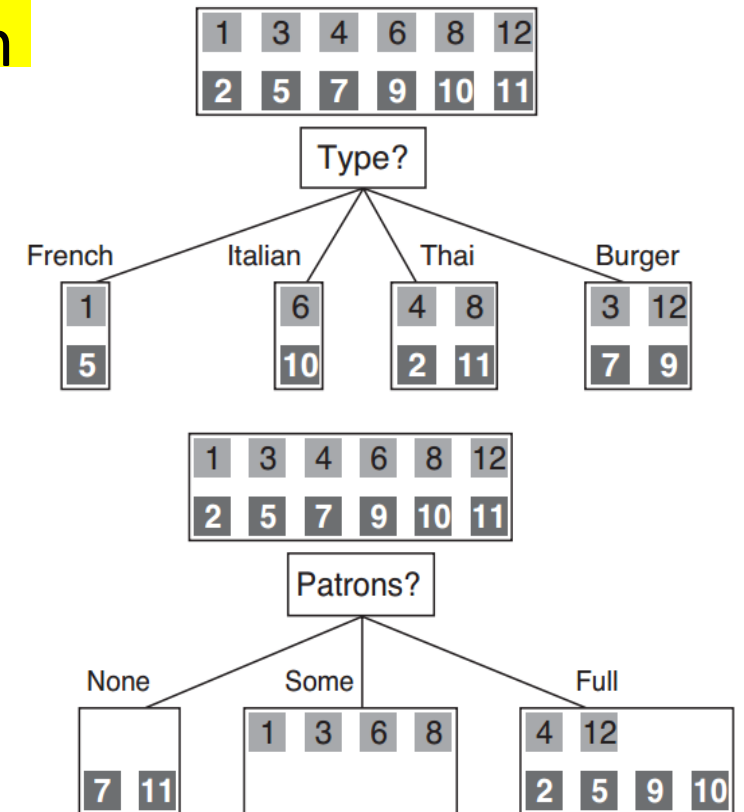 n
1 3 4 6 8 12
2 5 7 9 10 11
Type?
French Italian Thai Burger
1 6 4 8 3 12
5 10 2 11 7 9
1 3 4 6 8 12
2 5 7 9 10 11
Patrons?
None Some Full
1 3 6 8 4 12
7 11 2 5 9 10